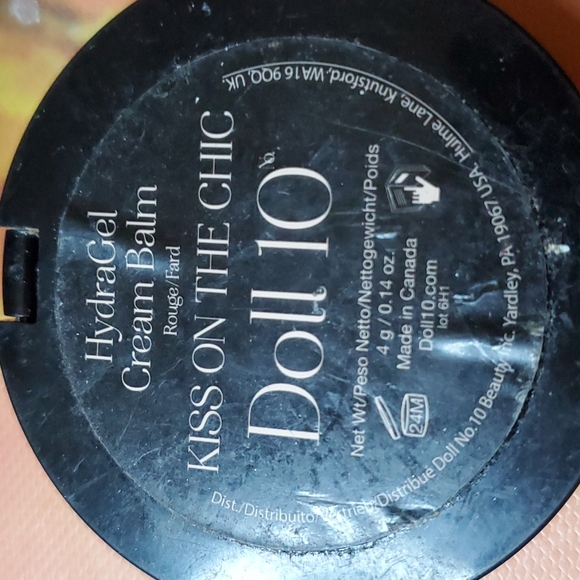 HydraGel
Cream Balm
Rouge/Fard
KISS ON THE CHIC
Doll 10
No.
Net Wt/Peso Netto/Nettogewicht/Poids
4 g / 0.14 oz.
Made in Canada
Doll10.com
lot 6H1
24M
Dist./Distribuito/Vertrieb/Distribué Doll No.10 Beauty, Inc. Yardley, PA 19067 USA. Hulme Lane, Knutsford, WA16 9QQ, UK.